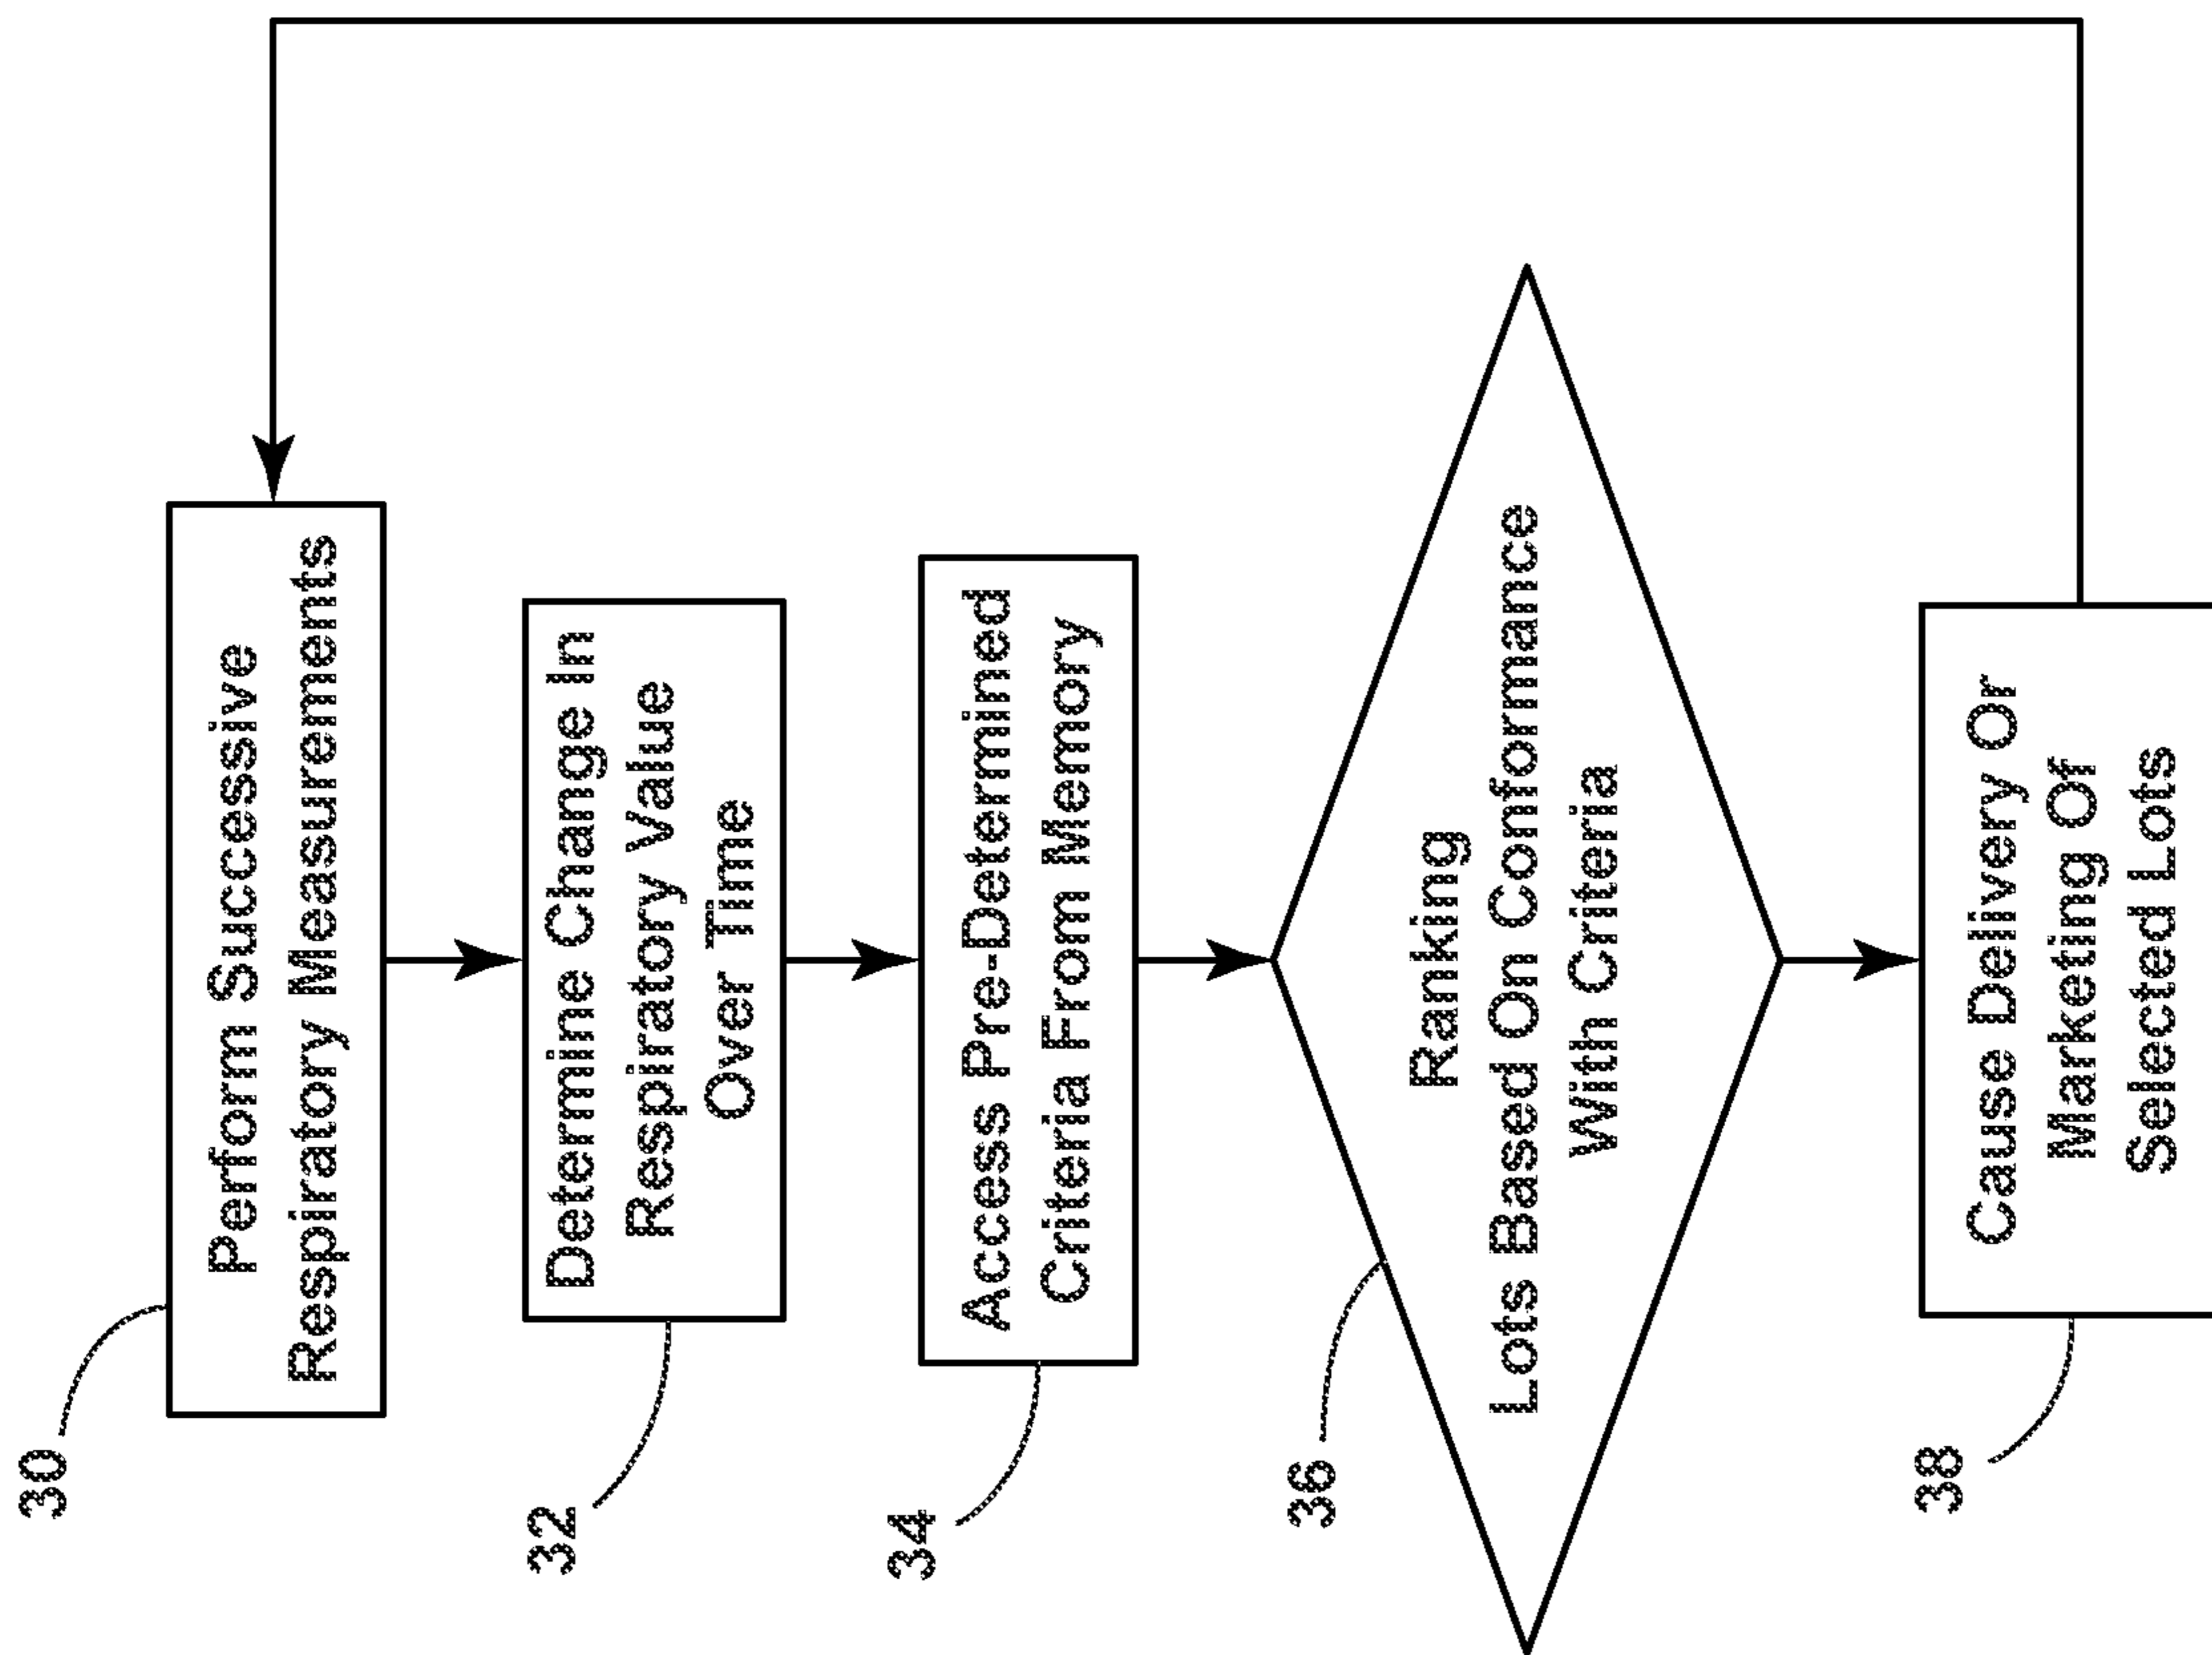 30
Perform Successive
Respiratory Measurements
32
Determine Change In
Respiratory Value
Over Time
34
Access Pre-Determined
Criteria From Memory
36
Ranking
Lots Based On Conformance
With Criteria
38
Cause Delivery Or
Marketing Of
Selected Lots